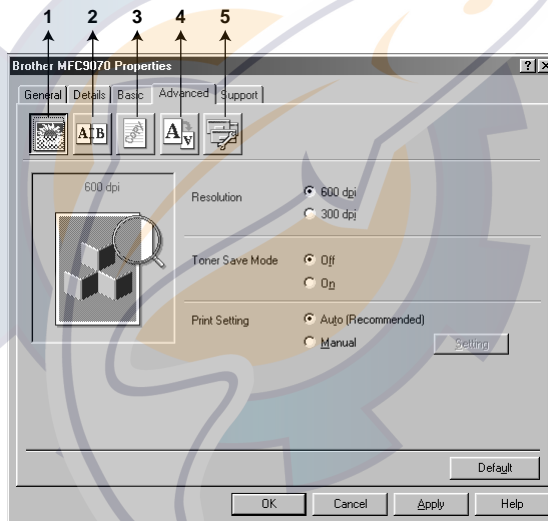 1 2 3 4 5
Brother MFC9070 Properties
General Details Basic Advanced Support
A B A A
600 dpi
Resolution
600 dpi
300 dpi
Toner Save Mode
Off
On
Print Setting
Auto (Recommended)
Manual
Setting
Default
OK Cancel Apply Help